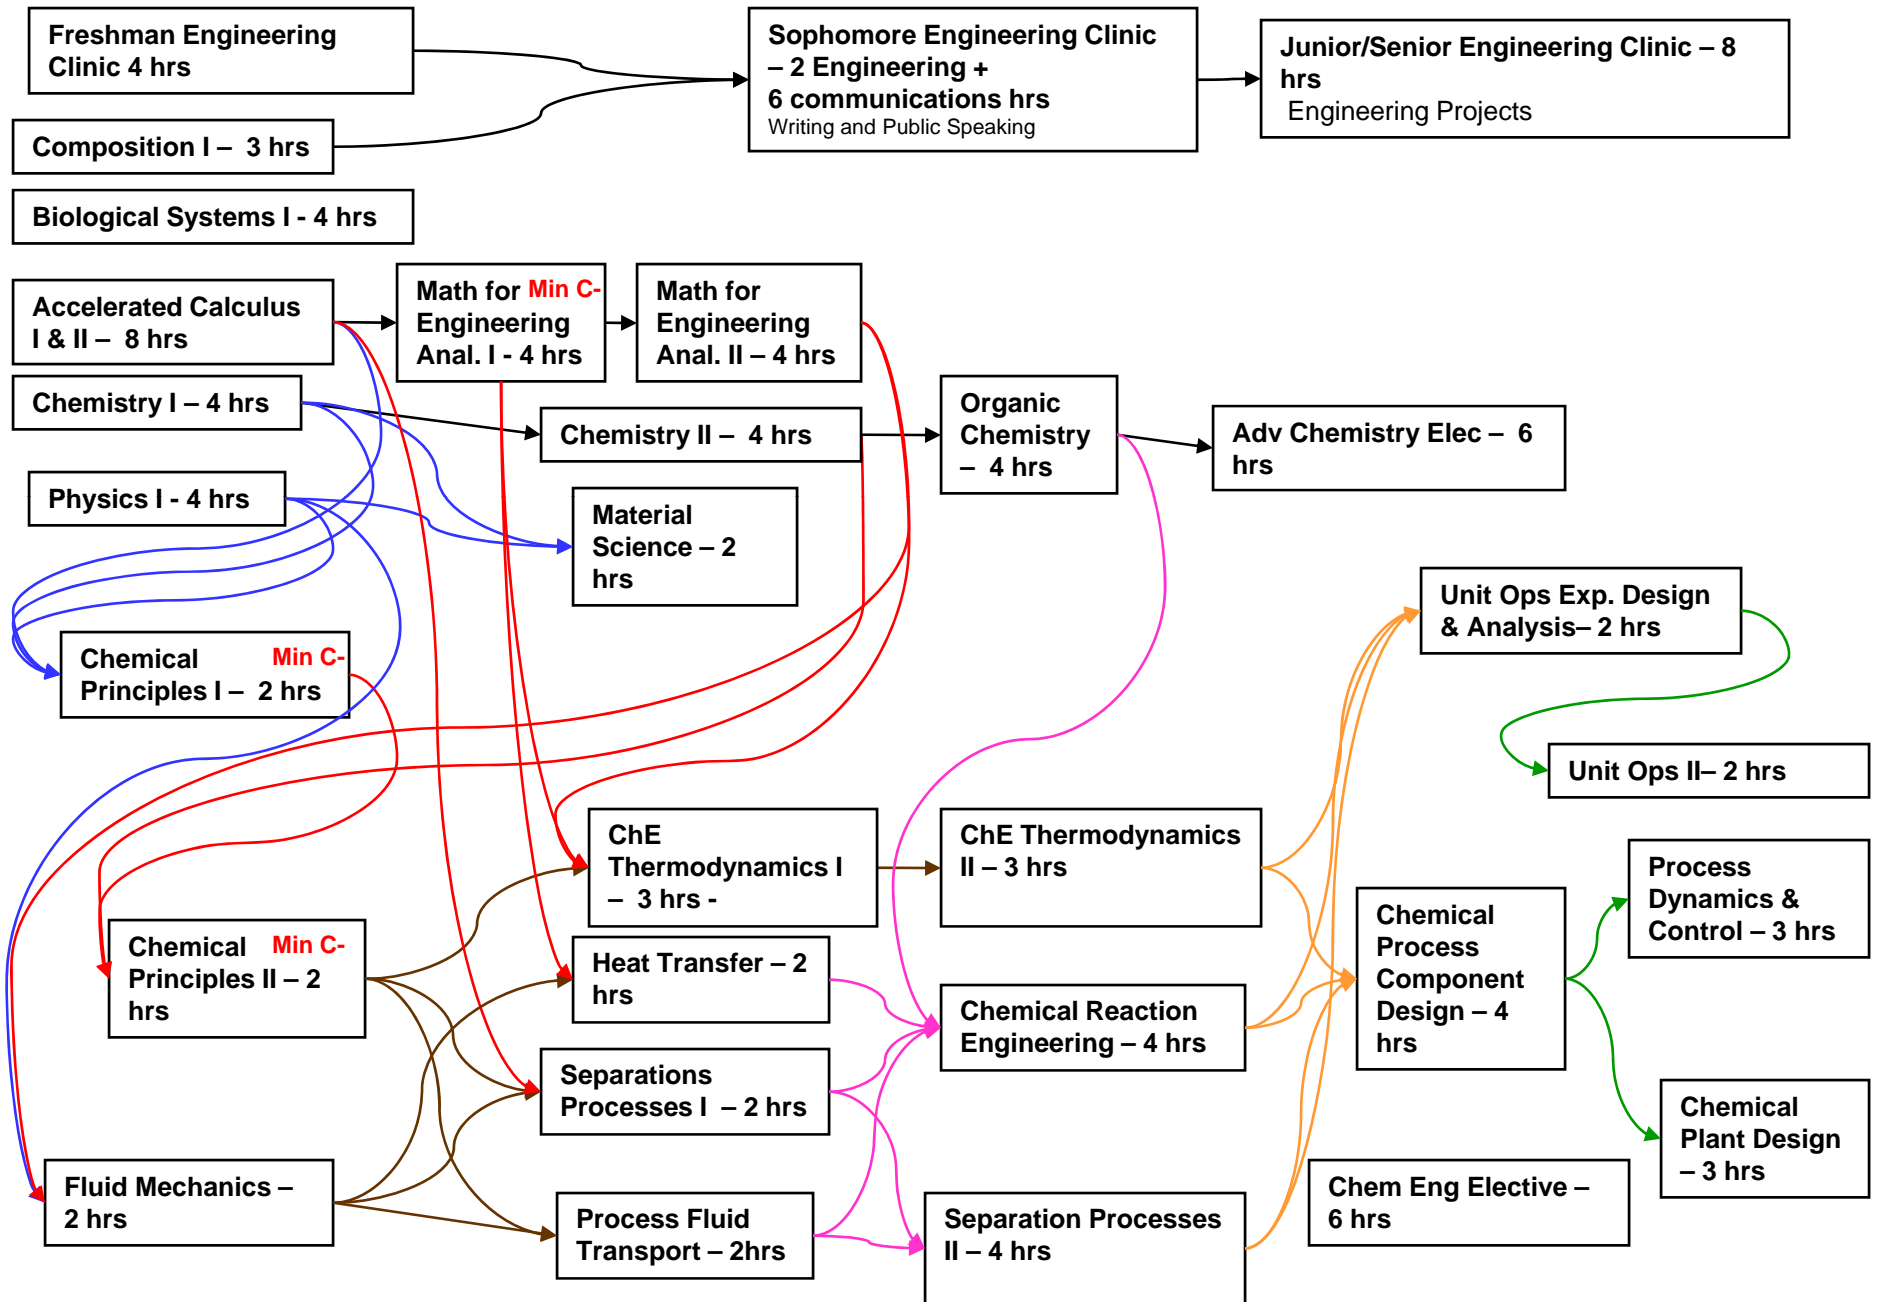 Freshman Engineering
Clinic 4 hrs
Sophomore Engineering Clinic
– 2 Engineering +
6 communications hrs
Writing and Public Speaking
Junior/Senior Engineering Clinic – 8
hrs
Engineering Projects
Composition I – 3 hrs
Biological Systems I - 4 hrs
Accelerated Calculus
I & II – 8 hrs
Math for Min C-
Engineering
Anal. I - 4 hrs
Math for
Engineering
Anal. II – 4 hrs
Chemistry I – 4 hrs
Chemistry II – 4 hrs
Organic
Chemistry
– 4 hrs
Adv Chemistry Elec – 6
hrs
Physics I - 4 hrs
Material
Science – 2
hrs
Unit Ops Exp. Design
& Analysis– 2 hrs
Chemical Min C-
Principles I – 2 hrs
Unit Ops II– 2 hrs
ChE
Thermodynamics I
– 3 hrs -
ChE Thermodynamics
II – 3 hrs
Process
Dynamics &
Control – 3 hrs
Chemical
Process
Component
Design – 4
hrs
Chemical Min C-
Principles II – 2
hrs
Heat Transfer – 2
hrs
Chemical Reaction
Engineering – 4 hrs
Separations
Processes I – 2 hrs
Chemical
Plant Design
– 3 hrs
Fluid Mechanics –
2 hrs
Process Fluid
Transport – 2hrs
Separation Processes
II – 4 hrs
Chem Eng Elective –
6 hrs